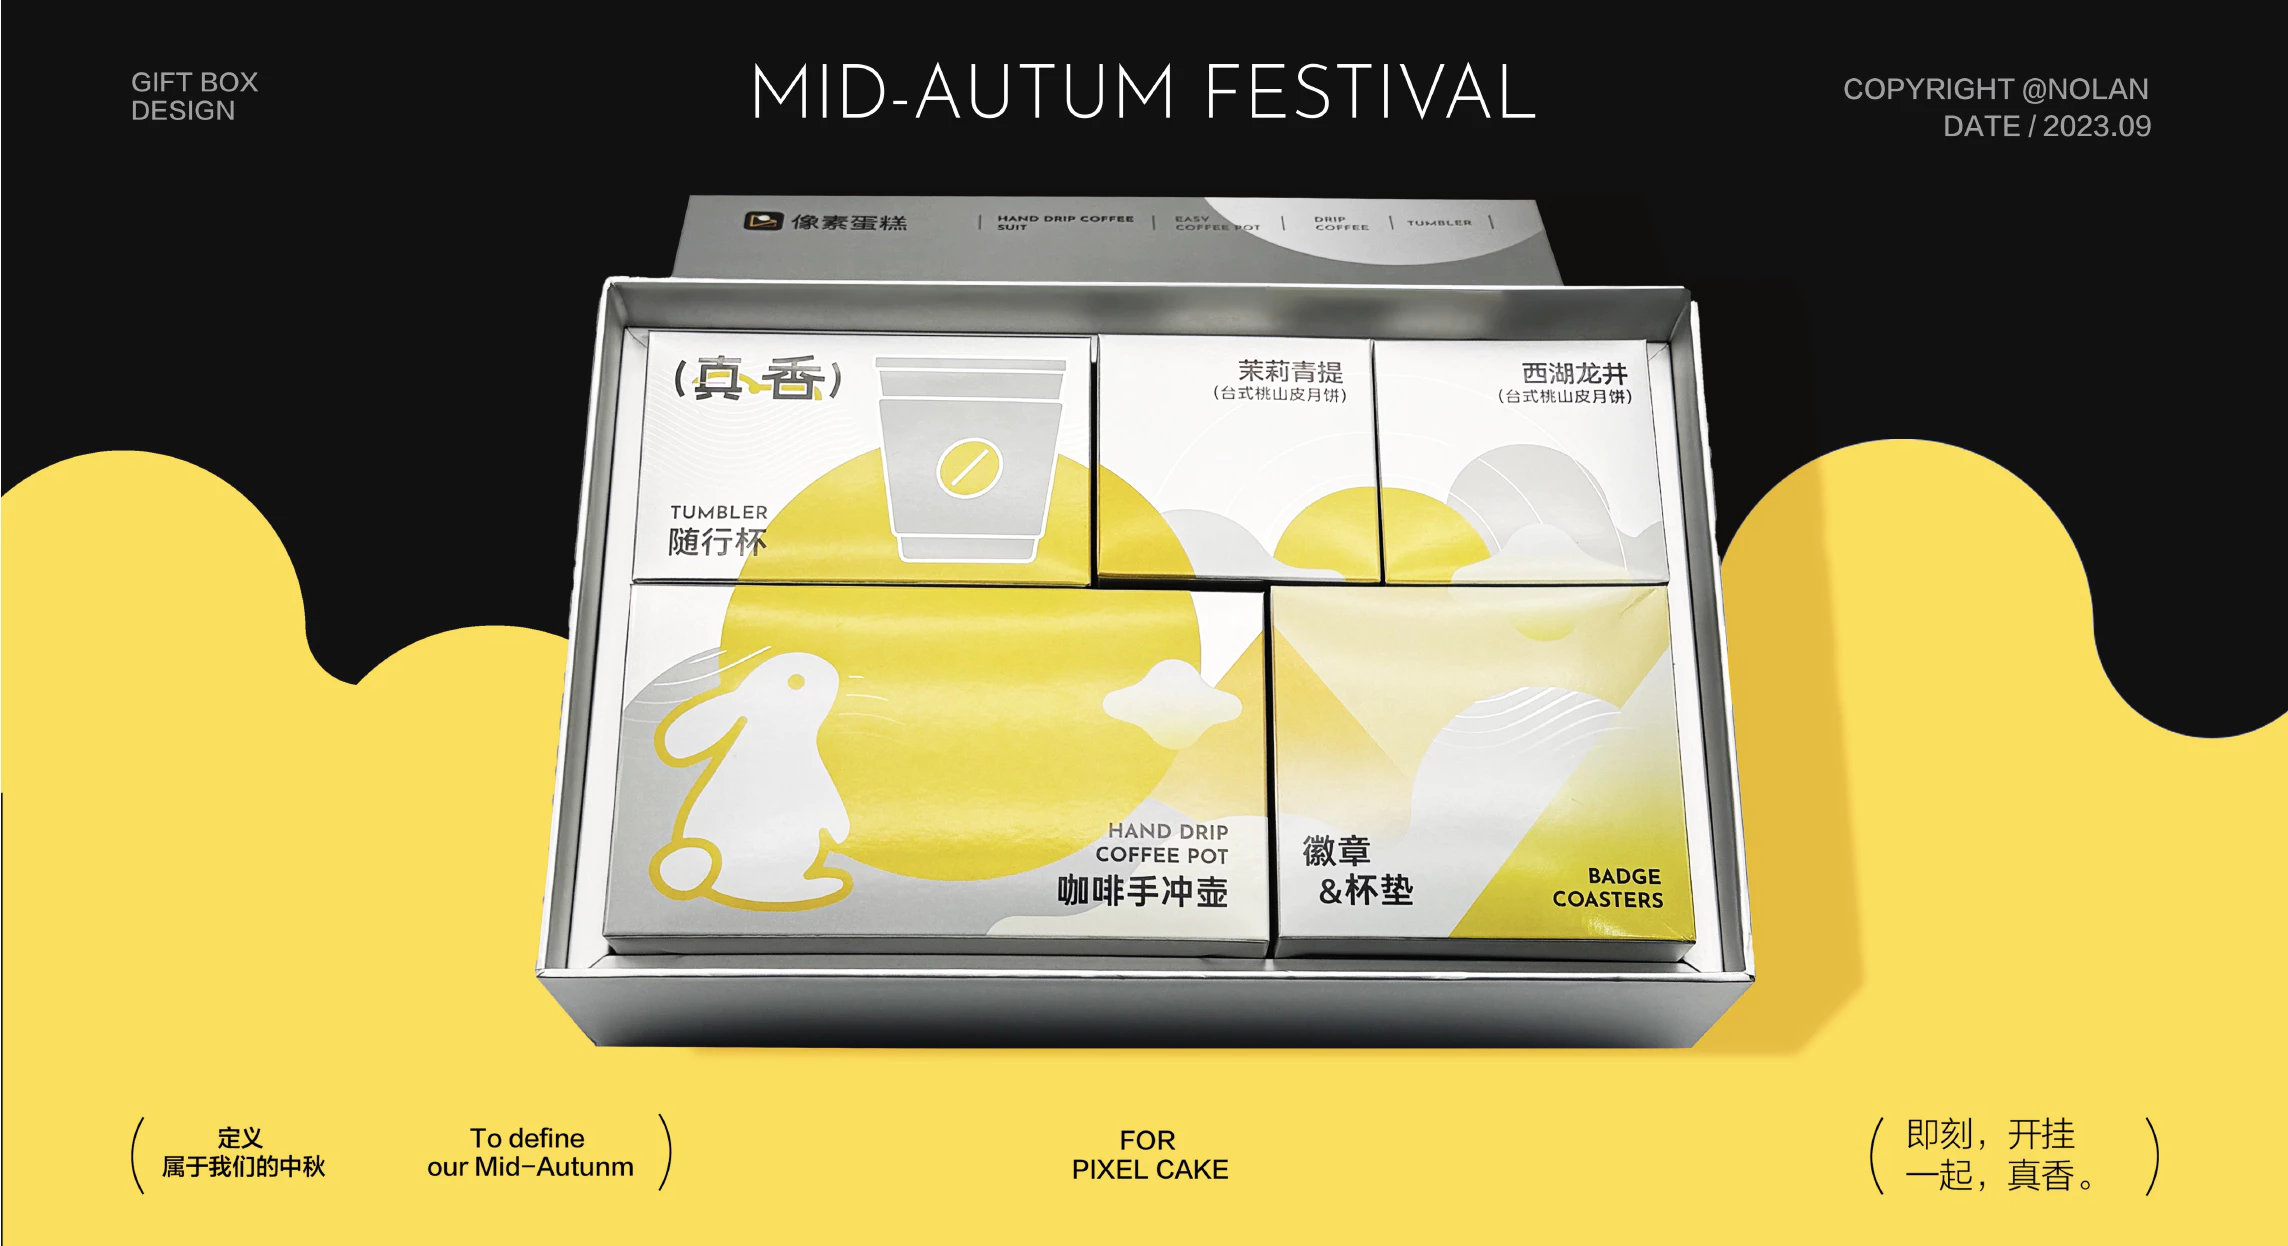 GIFT BOX
DESIGN
MID-AUTUM FESTIVAL
COPYRIGHT @NOLAN
DATE / 2023.09
像素蛋糕
HAND DRIP COFFEE
SUIT
EASY
COFFEE POT
DRIP
COFFEE
TUMBLER
(真香)
TUMBLER
随行杯
茉莉青提
(台式桃山皮月饼)
西湖龙井
(台式桃山皮月饼)
HAND DRIP
COFFEE POT
咖啡手冲壶
徽章
&杯垫
BADGE
COASTERS
定义
属于我们的中秋
To define
our Mid-Autunm
FOR
PIXEL CAKE
即刻，开挂
一起，真香。